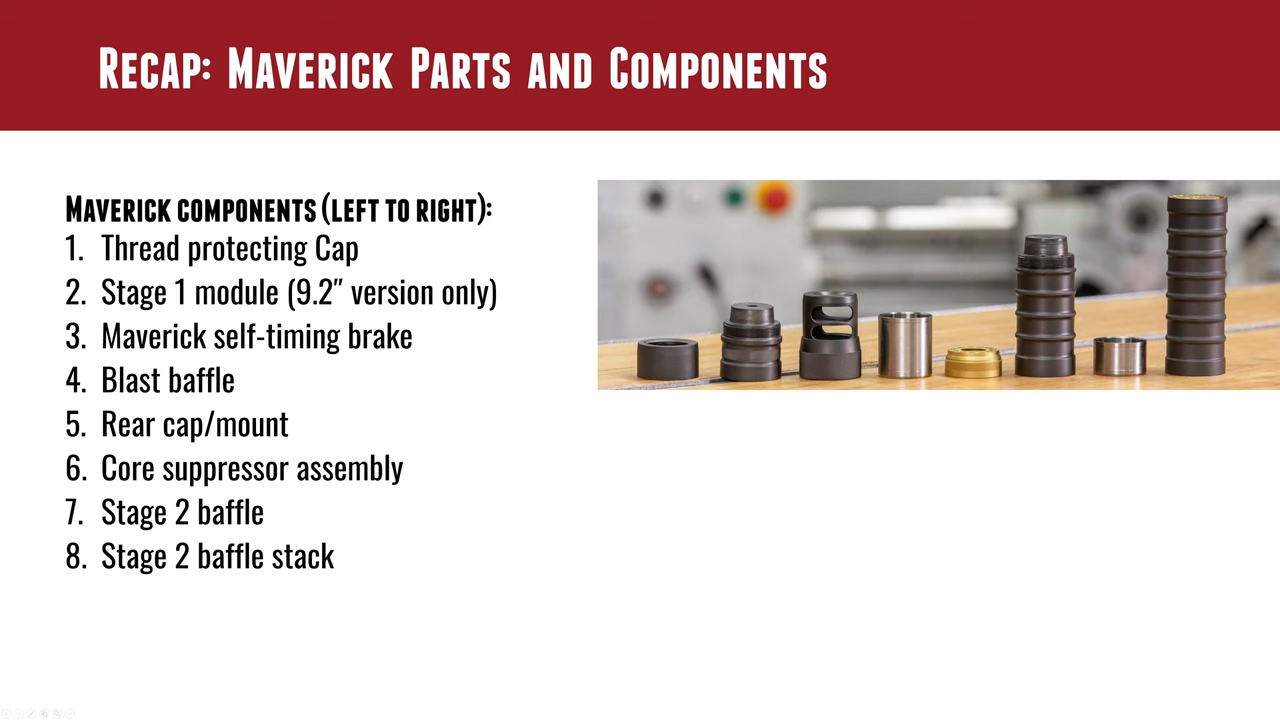 Recap: Maverick Parts and Components
Maverick components (left to right):
1. Thread protecting Cap
2. Stage 1 module (9.2″ version only)
3. Maverick self-timing brake
4. Blast baffle
5. Rear cap/mount
6. Core suppressor assembly
7. Stage 2 baffle
8. Stage 2 baffle stack